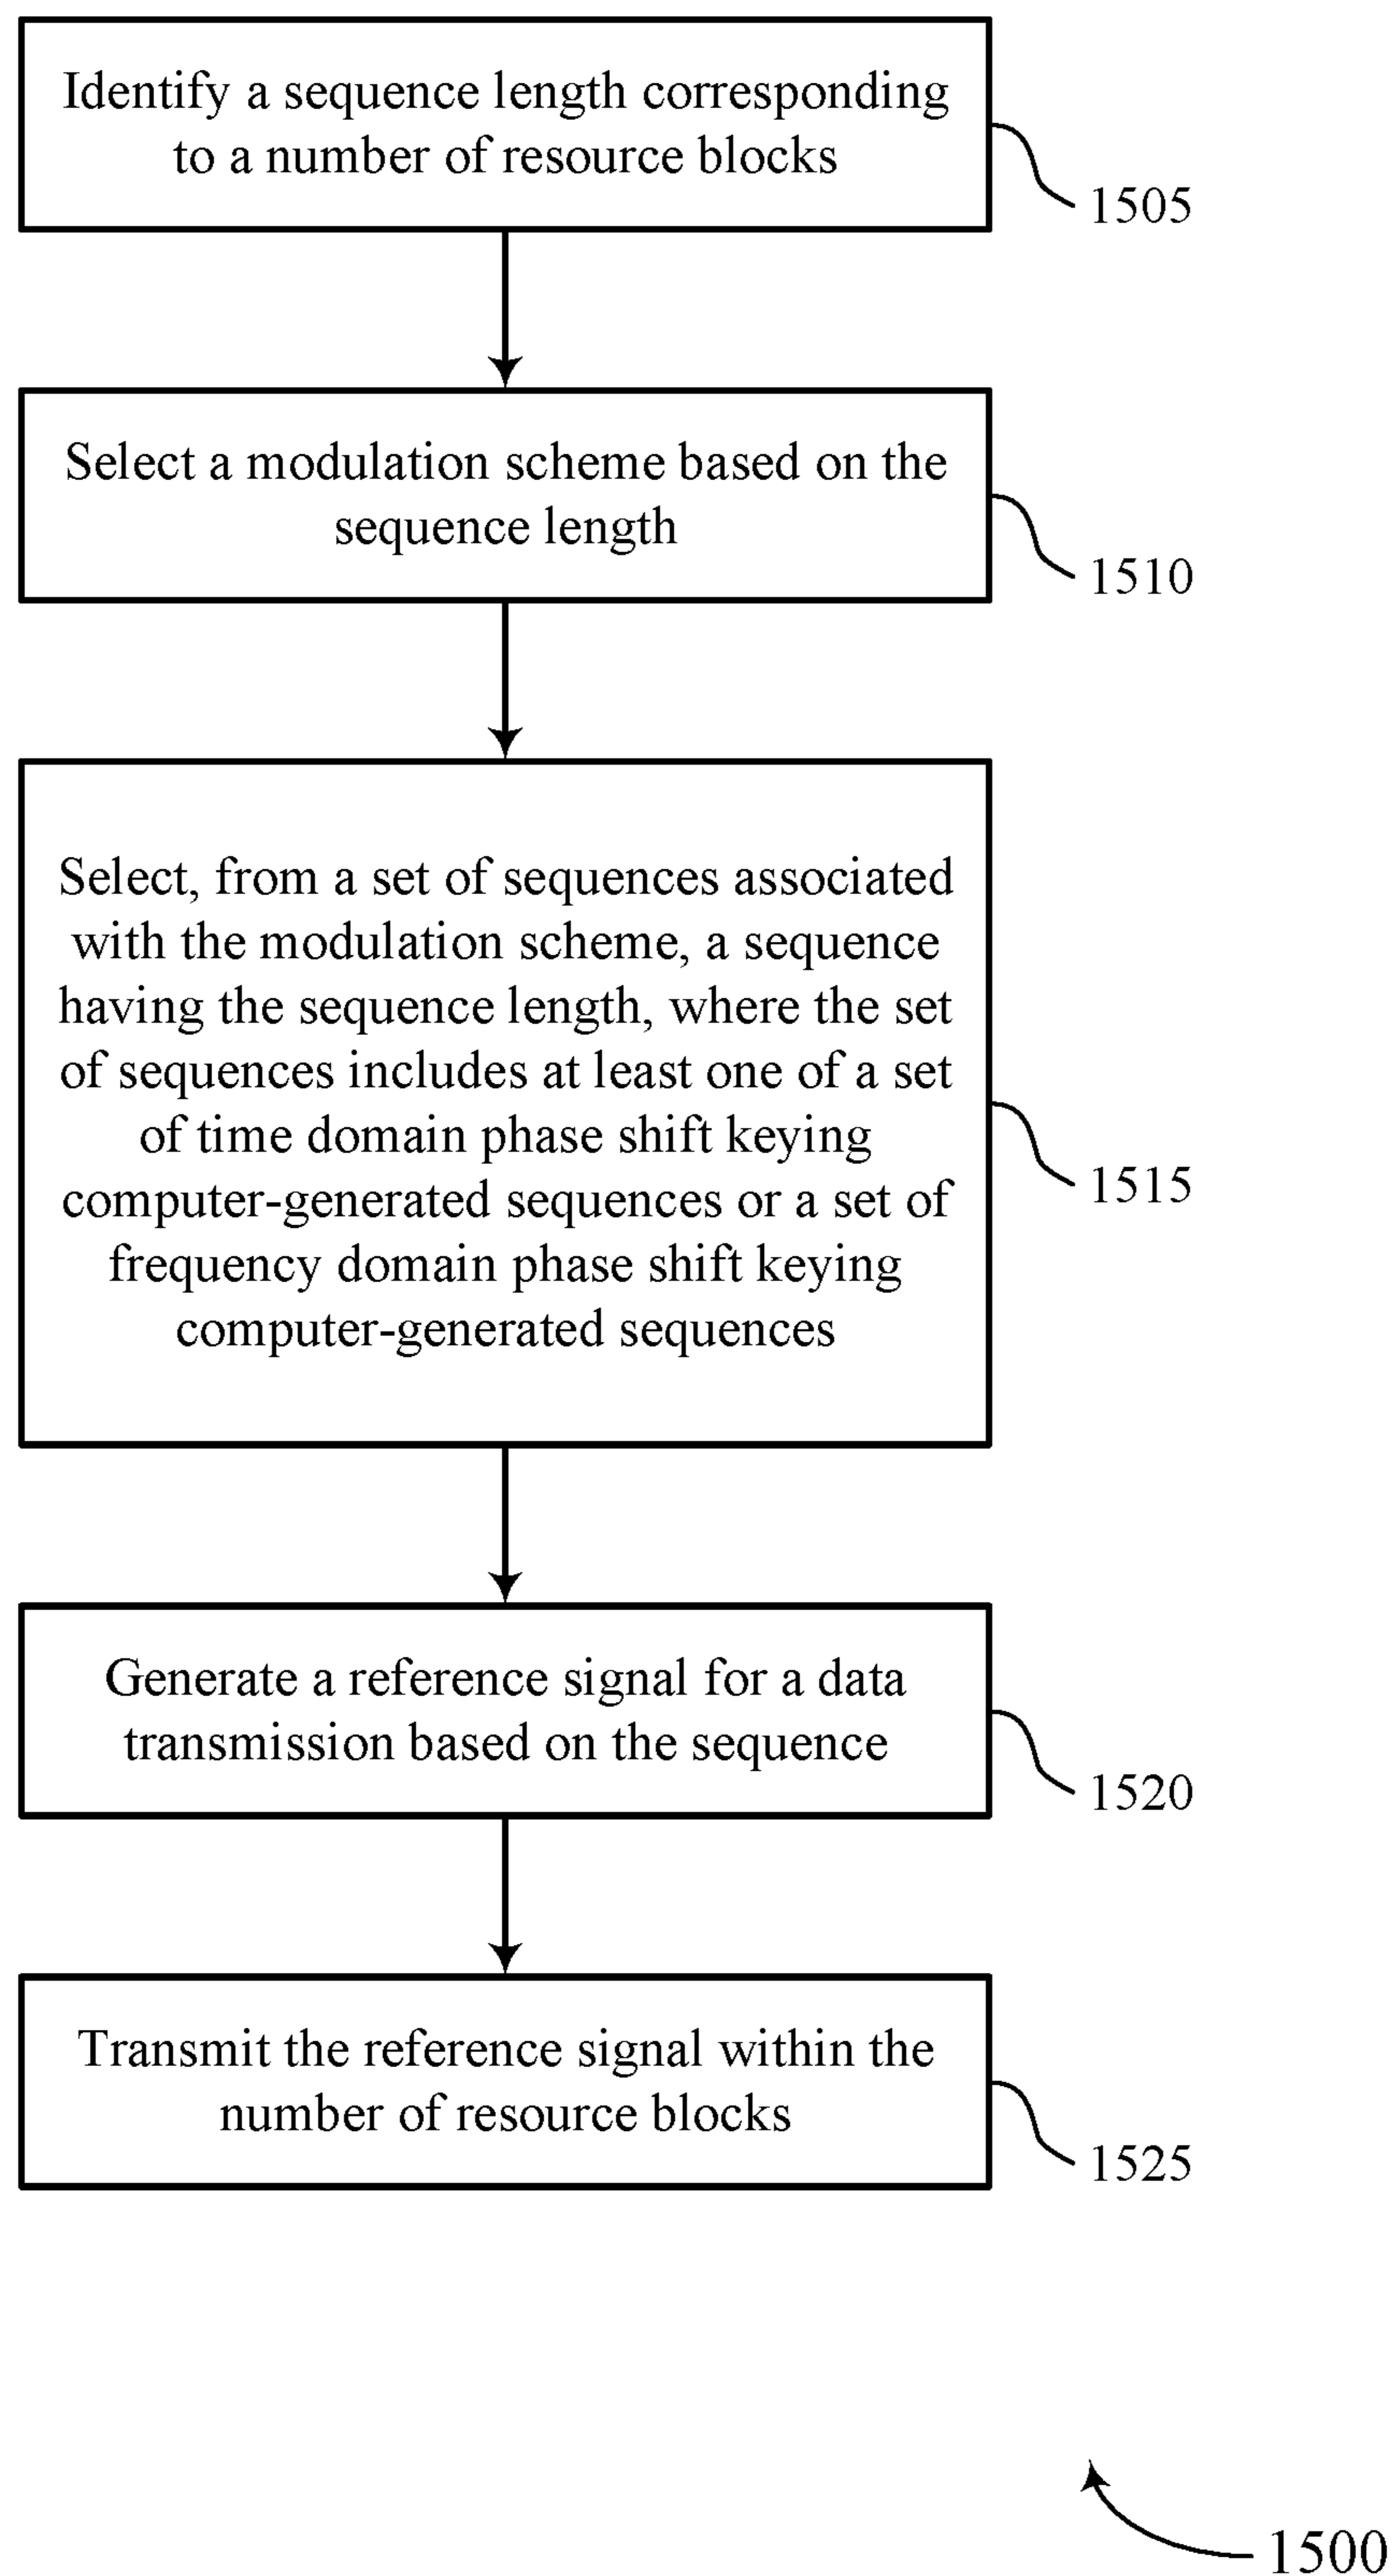 Identify a sequence length corresponding
to a number of resource blocks
1505
Select a modulation scheme based on the
sequence length
1510
Select, from a set of sequences associated
with the modulation scheme, a sequence
having the sequence length, where the set
of sequences includes at least one of a set
of time domain phase shift keying
computer-generated sequences or a set of
frequency domain phase shift keying
computer-generated sequences
1515
Generate a reference signal for a data
transmission based on the sequence
1520
Transmit the reference signal within the
number of resource blocks
1525
1500